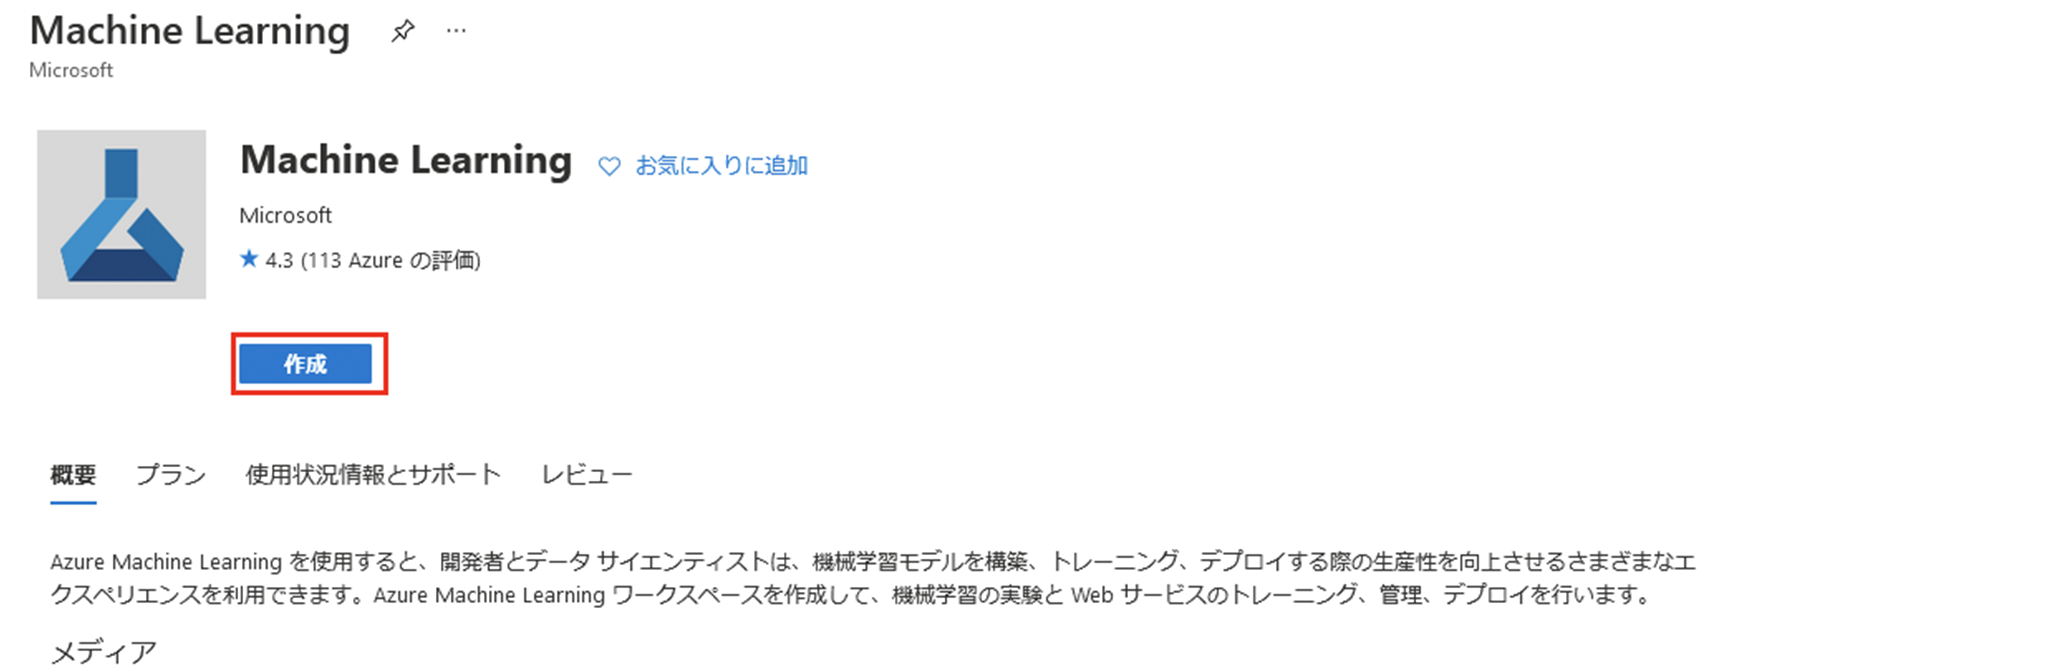 Machine Learning
Microsoft
Machine Learning お気に入りに追加
Microsoft
4.3 (113 Azure の評価)
作成
概要 プラン 使用状況情報とサポート レビュー
Azure Machine Learning を使用すると、開発者とデータ サイエンティストは、機械学習モデルを構築、トレーニング、デプロイする際の生産性を向上させるさまざまなエ
クスペリエンスを利用できます。Azure Machine Learning ワークスペースを作成して、機械学習の実験と Web サービスのトレーニング、管理、デプロイを行います。
メディア